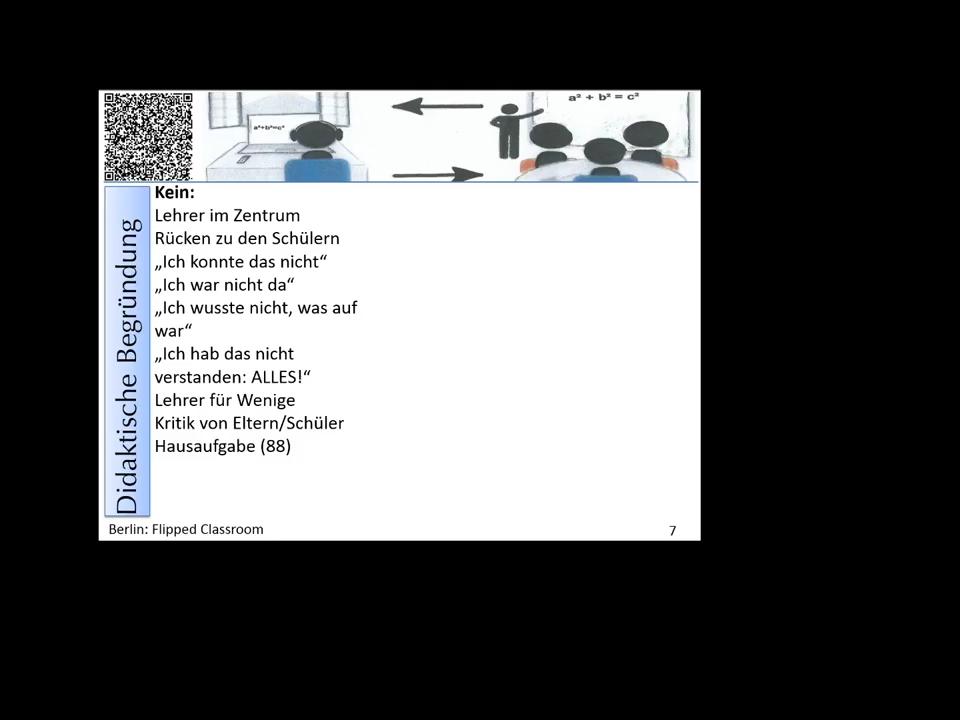 a²+b²=c²
a² + b² = c²
Kein:
Lehrer im Zentrum
Rücken zu den Schülern
„Ich konnte das nicht“
„Ich war nicht da“
„Ich wusste nicht, was auf
war“
„Ich hab das nicht
verstanden: ALLES!“
Lehrer für Wenige
Kritik von Eltern/Schüler
Hausaufgabe (88)
Didaktische Begründung
Berlin: Flipped Classroom
7